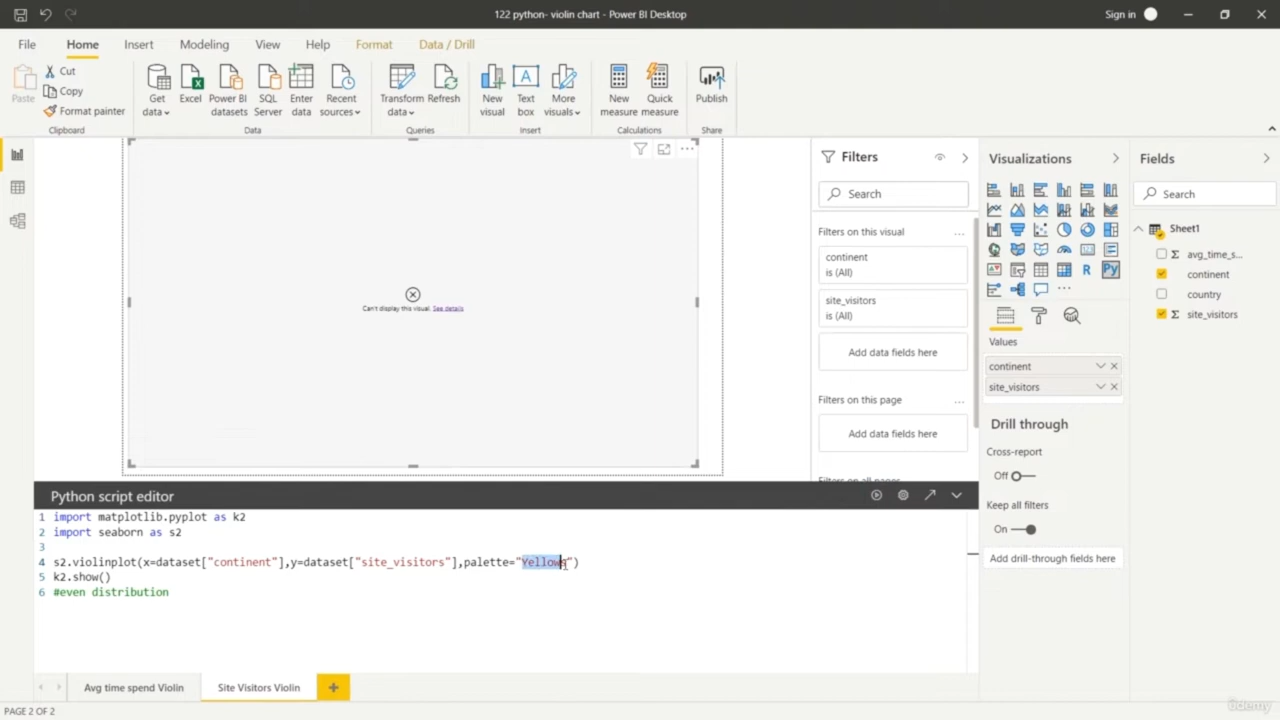 122 python- violin chart - Power BI Desktop
Sign in
File Home Insert Modeling View Help Format Data / Drill
Paste
Cut
Copy
Format painter
Clipboard
Get data
Excel
Power BI datasets
SQL Server
Enter data
Recent sources
Data
Transform data
Refresh
Queries
New visual
Text box
More visuals
Insert
New measure
Quick measure
Calculations
Publish
Share
Can't display this visual. See details
Filters
Search
Filters on this visual ...
continent
is (All)
site_visitors
is (All)
Add data fields here
Filters on this page ...
Add data fields here
Visualizations
R Py
Values
continent
site_visitors
Drill through
Cross-report
Off
Keep all filters
On
Add drill-through fields here
Fields
Search
Sheet1
Σ avg_time_s...
continent
country
Σ site_visitors
Python script editor
1 import matplotlib.pyplot as k2
2 import seaborn as s2
3
4 s2.violinplot(x=dataset["continent"],y=dataset["site_visitors"],palette="Yellows")
5 k2.show()
6 #even distribution
Avg time spend Violin Site Visitors Violin +
PAGE 2 OF 2
udemy